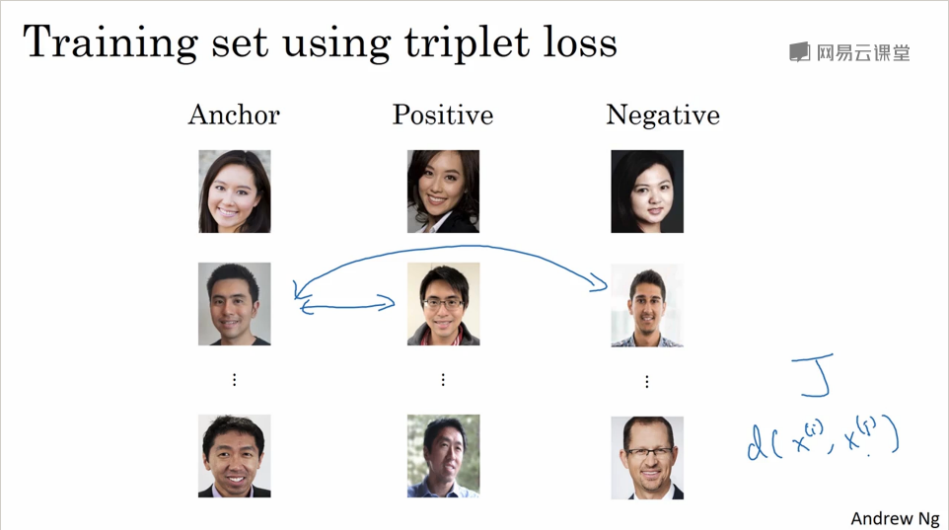 Training set using triplet loss
网易云课堂
Anchor Positive Negative
⋮ ⋮ ⋮
J
d(x⁽ⁱ⁾, x⁽ʲ⁾)
Andrew Ng